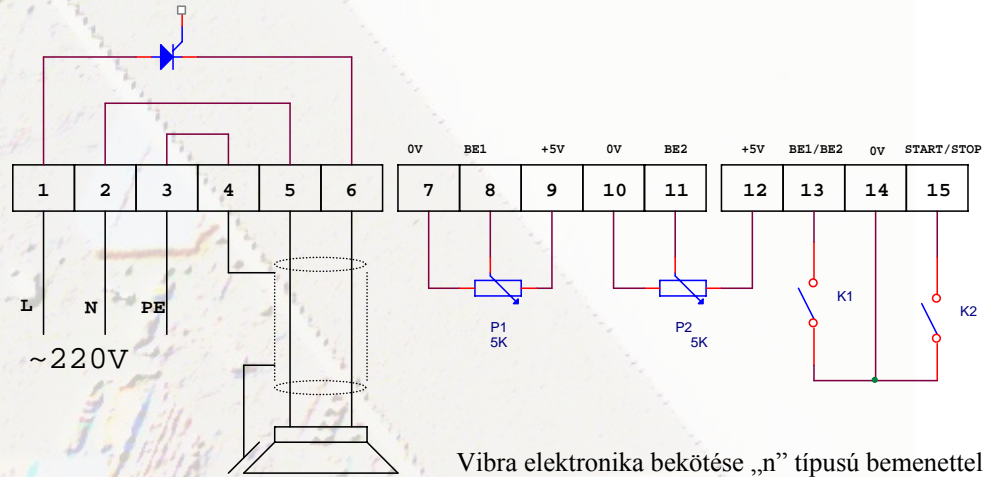 0V BE1 +5V 0V BE2 +5V BE1/BE2 0V START/STOP
1 2 3 4 5 6 7 8 9 10 11 12 13 14 15
L N PE
~220V
P1
5K
P2
5K
K1
K2
Vibra elektronika bekötése „n” típusú bemenettel